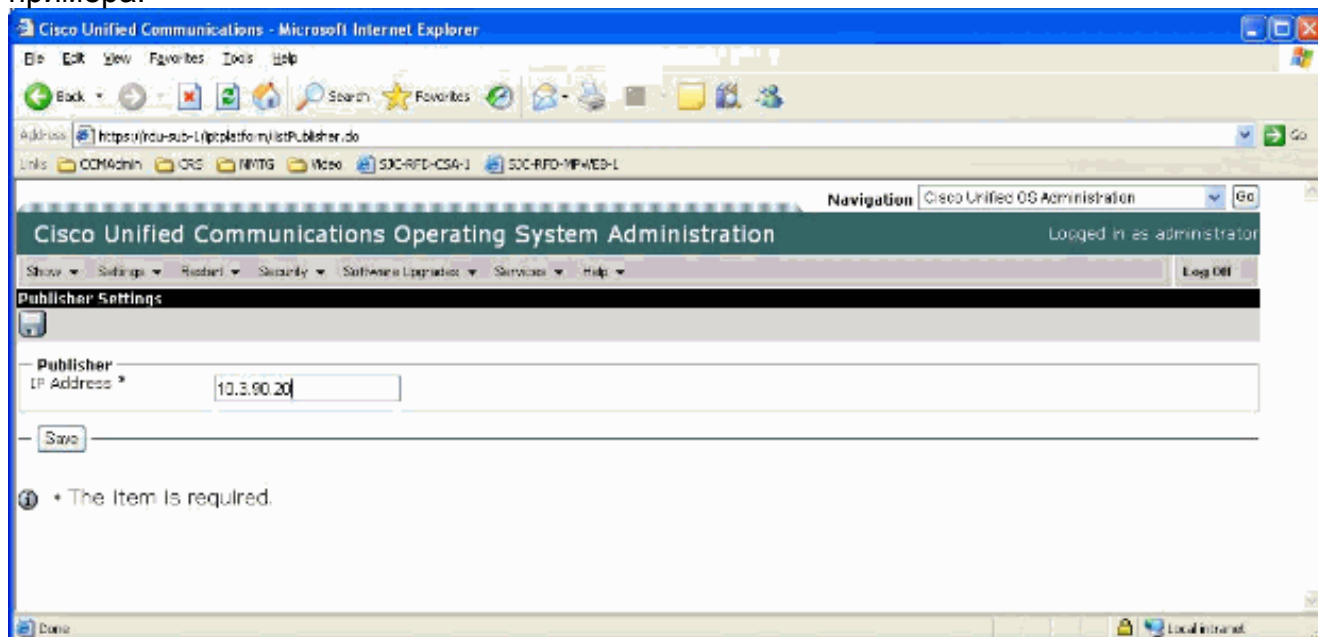 примера.
Cisco Unified Communications - Microsoft Internet Explorer
File Edit View Favorites Tools Help
Back Search Favorites
Address https://rdu-sub-1/iptplatform/listPublisher.do Go
Links CCMAdmin CRS NMTG Video SJC-RFD-CSA-1 SJC-RFD-MPWEB-1
Navigation Cisco Unified OS Administration Go
Cisco Unified Communications Operating System Administration Logged in as administrator
Show Settings Restart Security Software Upgrades Services Help Log Off
Publisher Settings
Publisher
IP Address * 10.3.90.20
Save
* The item is required.
Done Local intranet